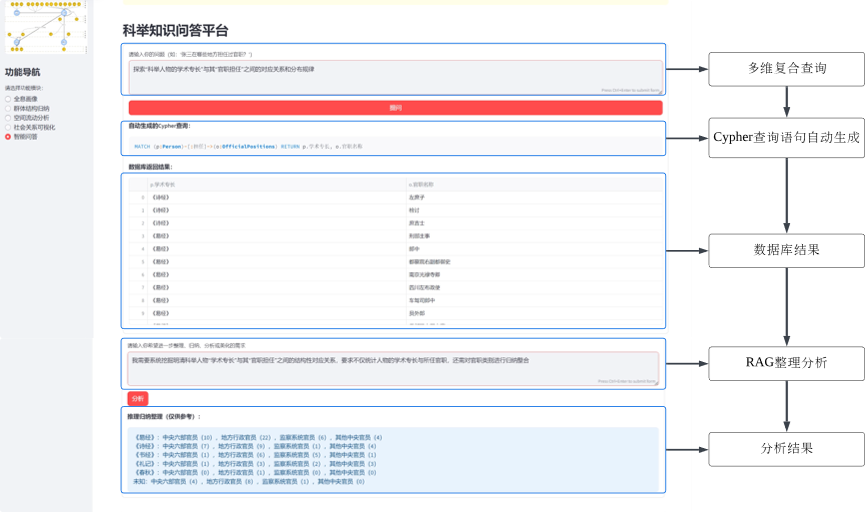 科举知识问答平台
功能导航
请选择功能模块:
全息画像
群体结构归纳
空间流动分析
社会关系可视化
智能问答
请输入你的问题（如：'张三在哪些地方担任过官职？'）
探索"科举人物的学术专长"与其"官职担任"之间的对应关系和分布规律
Press Ctrl+Enter to submit form
提问
自动生成的Cypher查询:
MATCH (p:Person)-[:担任]->(o:OfficialPositions) RETURN p.学术专长, o.官职名称
数据库返回结果:
p.学术专长 o.官职名称
0 《诗经》 左庶子
1 《诗经》
2 《诗经》 庶吉士
3 《易经》 刑部主事
4 《易经》 郎中
5 《易经》 都察院右副都御史
6 《易经》 南京光禄寺卿
7 《易经》 四川左布政使
8 《易经》 车驾司郎中
9 《易经》 员外郎
请输入你希望进一步整理、归纳、分析或美化的需求
我需要系统挖掘明清科举人物"学术专长"与其"官职担任"之间的结构性对应关系，要求不仅统计人物的学术专长与所任官职，还需对官职类别进行归纳整合
Press Ctrl+Enter to submit form
分析
推理归纳整理（仅供参考）:
《易经》: 中央六部官员（10），地方行政官员（22），监察系统官员（6），其他中央官员（4）
《诗经》: 中央六部官员（7），地方行政官员（9），监察系统官员（1），其他中央官员（4）
《书经》: 中央六部官员（1），地方行政官员（6），监察系统官员（5），其他中央官员（1）
《礼记》: 中央六部官员（1），地方行政官员（3），监察系统官员（2），其他中央官员（3）
《春秋》: 中央六部官员（0），地方行政官员（1），监察系统官员（0），其他中央官员（0）
未知: 中央六部官员（4），地方行政官员（8），监察系统官员（1），其他中央官员（0）
多维复合查询
Cypher查询语句自动生成
数据库结果
RAG整理分析
分析结果